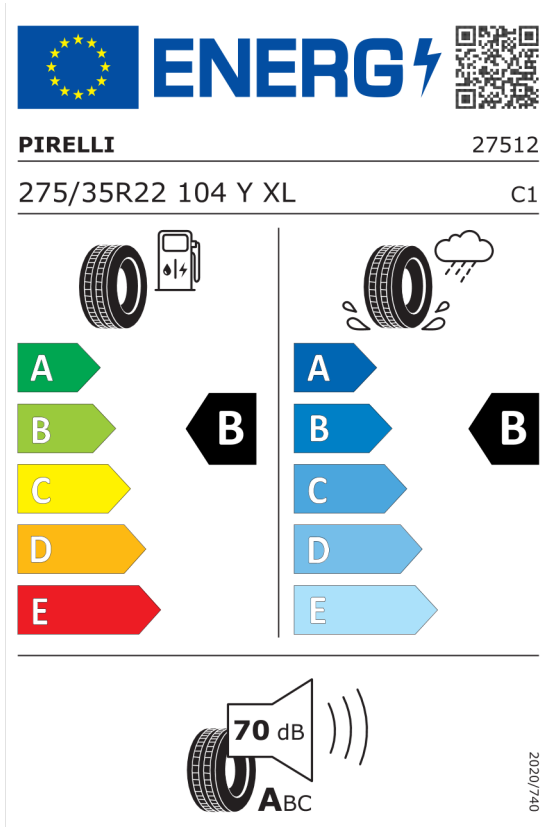 ENERG
PIRELLI 27512
275/35R22 104 Y XL C1
A A
B B B B
C C
D D
E E
70 dB
ABC
2020/740